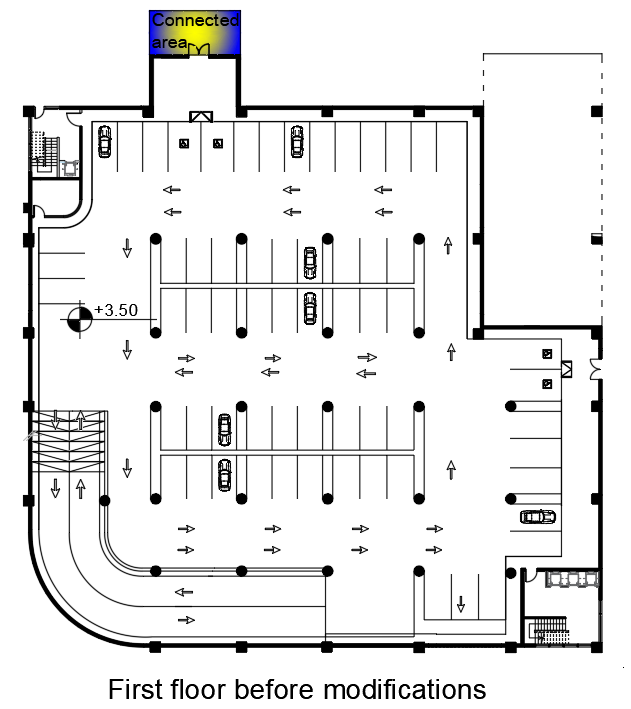 Connected
area
+3.50
First floor before modifications